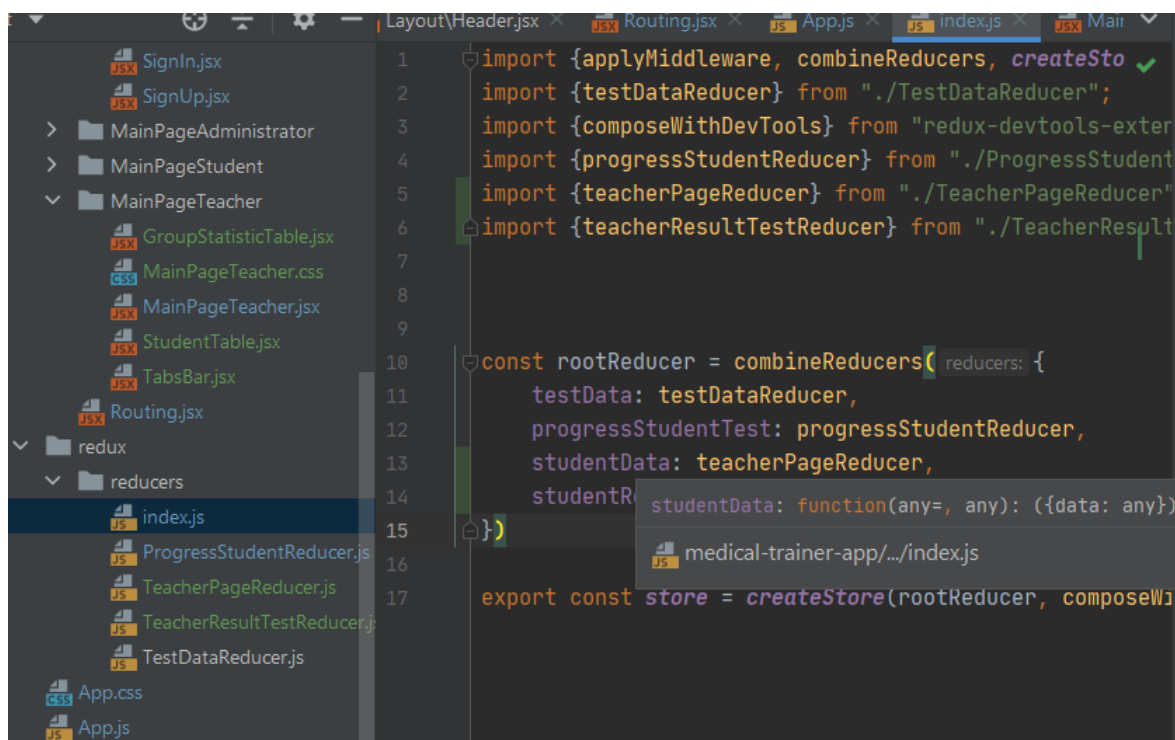 Layout\Header.jsx
Routing.jsx
App.js
index.js
SignIn.jsx
SignUp.jsx
MainPageAdministrator
MainPageStudent
MainPageTeacher
GroupStatisticTable.jsx
MainPageTeacher.css
MainPageTeacher.jsx
StudentTable.jsx
TabsBar.jsx
Routing.jsx
redux
reducers
index.js
ProgressStudentReducer.js
TeacherPageReducer.js
TeacherResultTestReducer.j
TestDataReducer.js
App.css
App.js
1 import {applyMiddleware, combineReducers, createSto
2 import {testDataReducer} from "./TestDataReducer";
3 import {composeWithDevTools} from "redux-devtools-exter
4 import {progressStudentReducer} from "./ProgressStudent
5 import {teacherPageReducer} from "./TeacherPageReducer"
6 import {teacherResultTestReducer} from "./TeacherResult
7
8
9
10 const rootReducer = combineReducers( reducers: {
11 testData: testDataReducer,
12 progressStudentTest: progressStudentReducer,
13 studentData: teacherPageReducer,
14 studentR
15 })
16
17 export const store = createStore(rootReducer, composeWi
studentData: function(any=, any): ({data: any})
medical-trainer-app/.../index.js